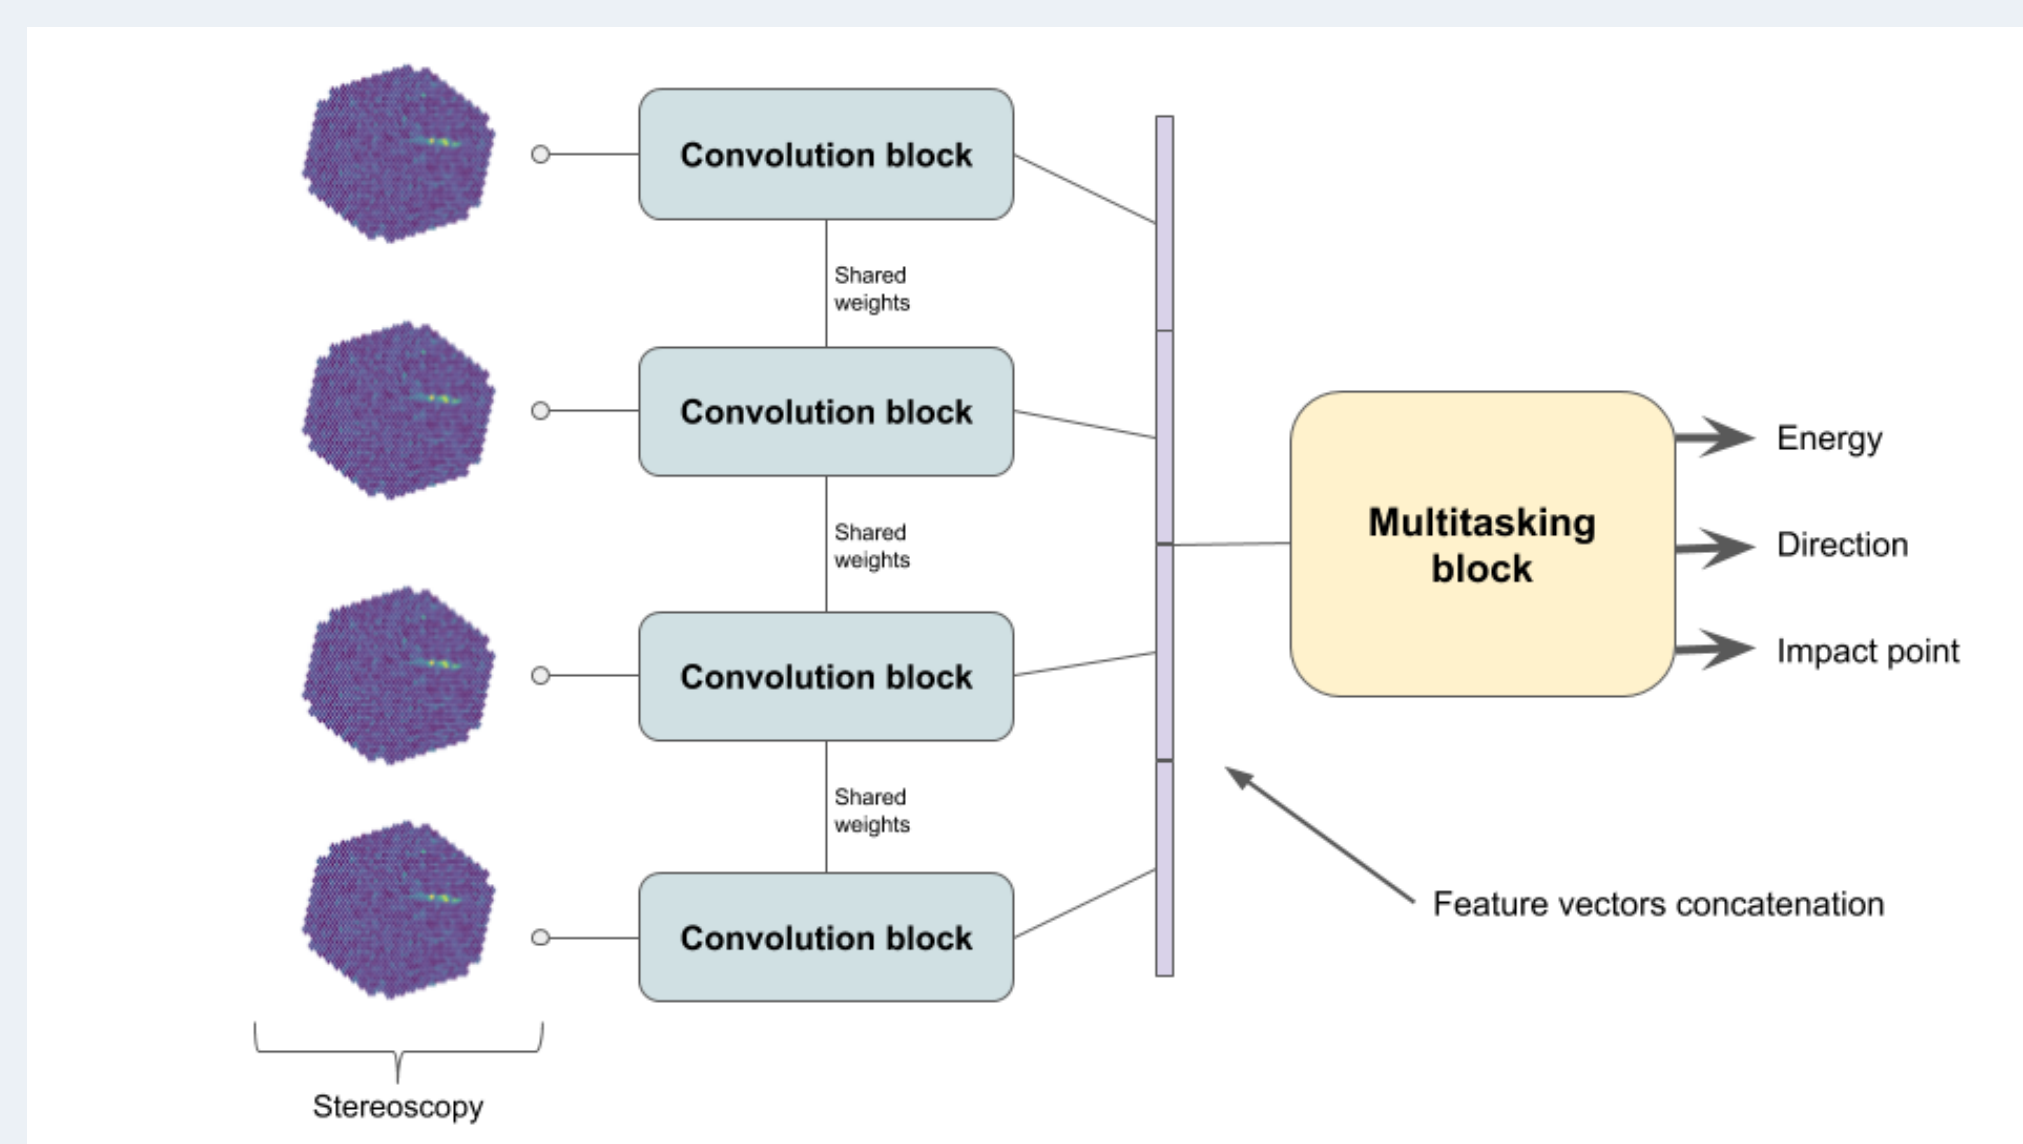 Convolution block
Shared
weights
Convolution block
Shared
weights
Convolution block
Shared
weights
Convolution block
Multitasking
block
Energy
Direction
Impact point
Feature vectors concatenation
Stereoscopy